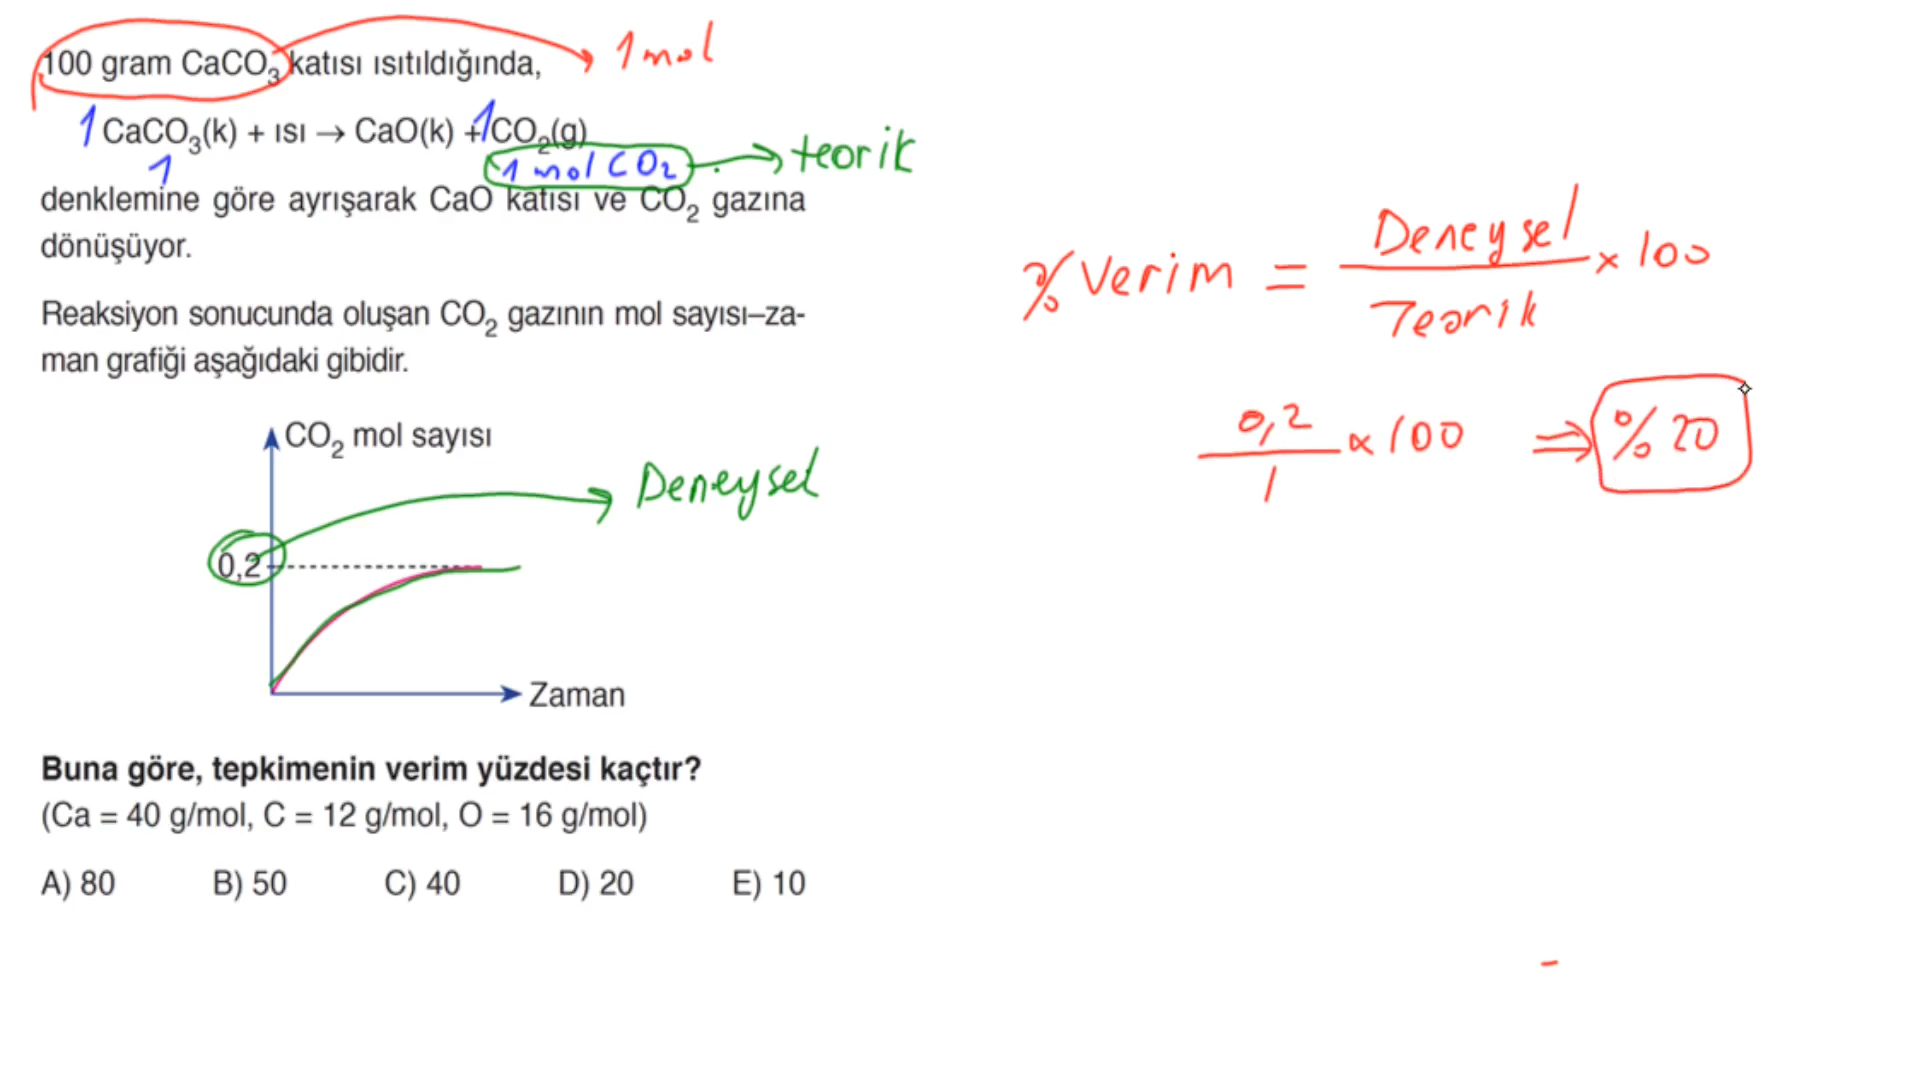 100 gram CaCO₃ katısı ısıtıldığında,
1 mol
1 CaCO₃(k) + ısı → CaO(k) + 1 CO₂(g)
1
1 mol CO₂
teorik
denklemine göre ayrışarak CaO katısı ve CO₂ gazına
dönüşüyor.
Reaksiyon sonucunda oluşan CO₂ gazının mol sayısı–za-
man grafiği aşağıdaki gibidir.
CO₂ mol sayısı
Deneysel
0,2
Zaman
Buna göre, tepkimenin verim yüzdesi kaçtır?
(Ca = 40 g/mol, C = 12 g/mol, O = 16 g/mol)
A) 80 B) 50 C) 40 D) 20 E) 10
% Verim = Deneysel / Teorik × 100
0,2 / 1 × 100 ⇒ % 20